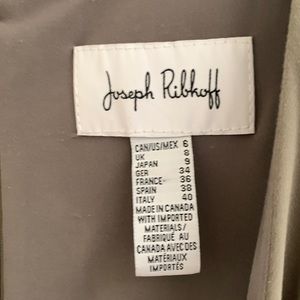 Joseph Ribkoff
CAN/US/MEX 6
UK 8
JAPAN 9
GER 34
FRANCE- 36
SPAIN 38
ITALY 40
MADE IN CANADA
WITH IMPORTED
MATERIALS/
FABRIQUÉ AU
CANADA AVEC DES
MATÉRIAUX
IMPORTÉS